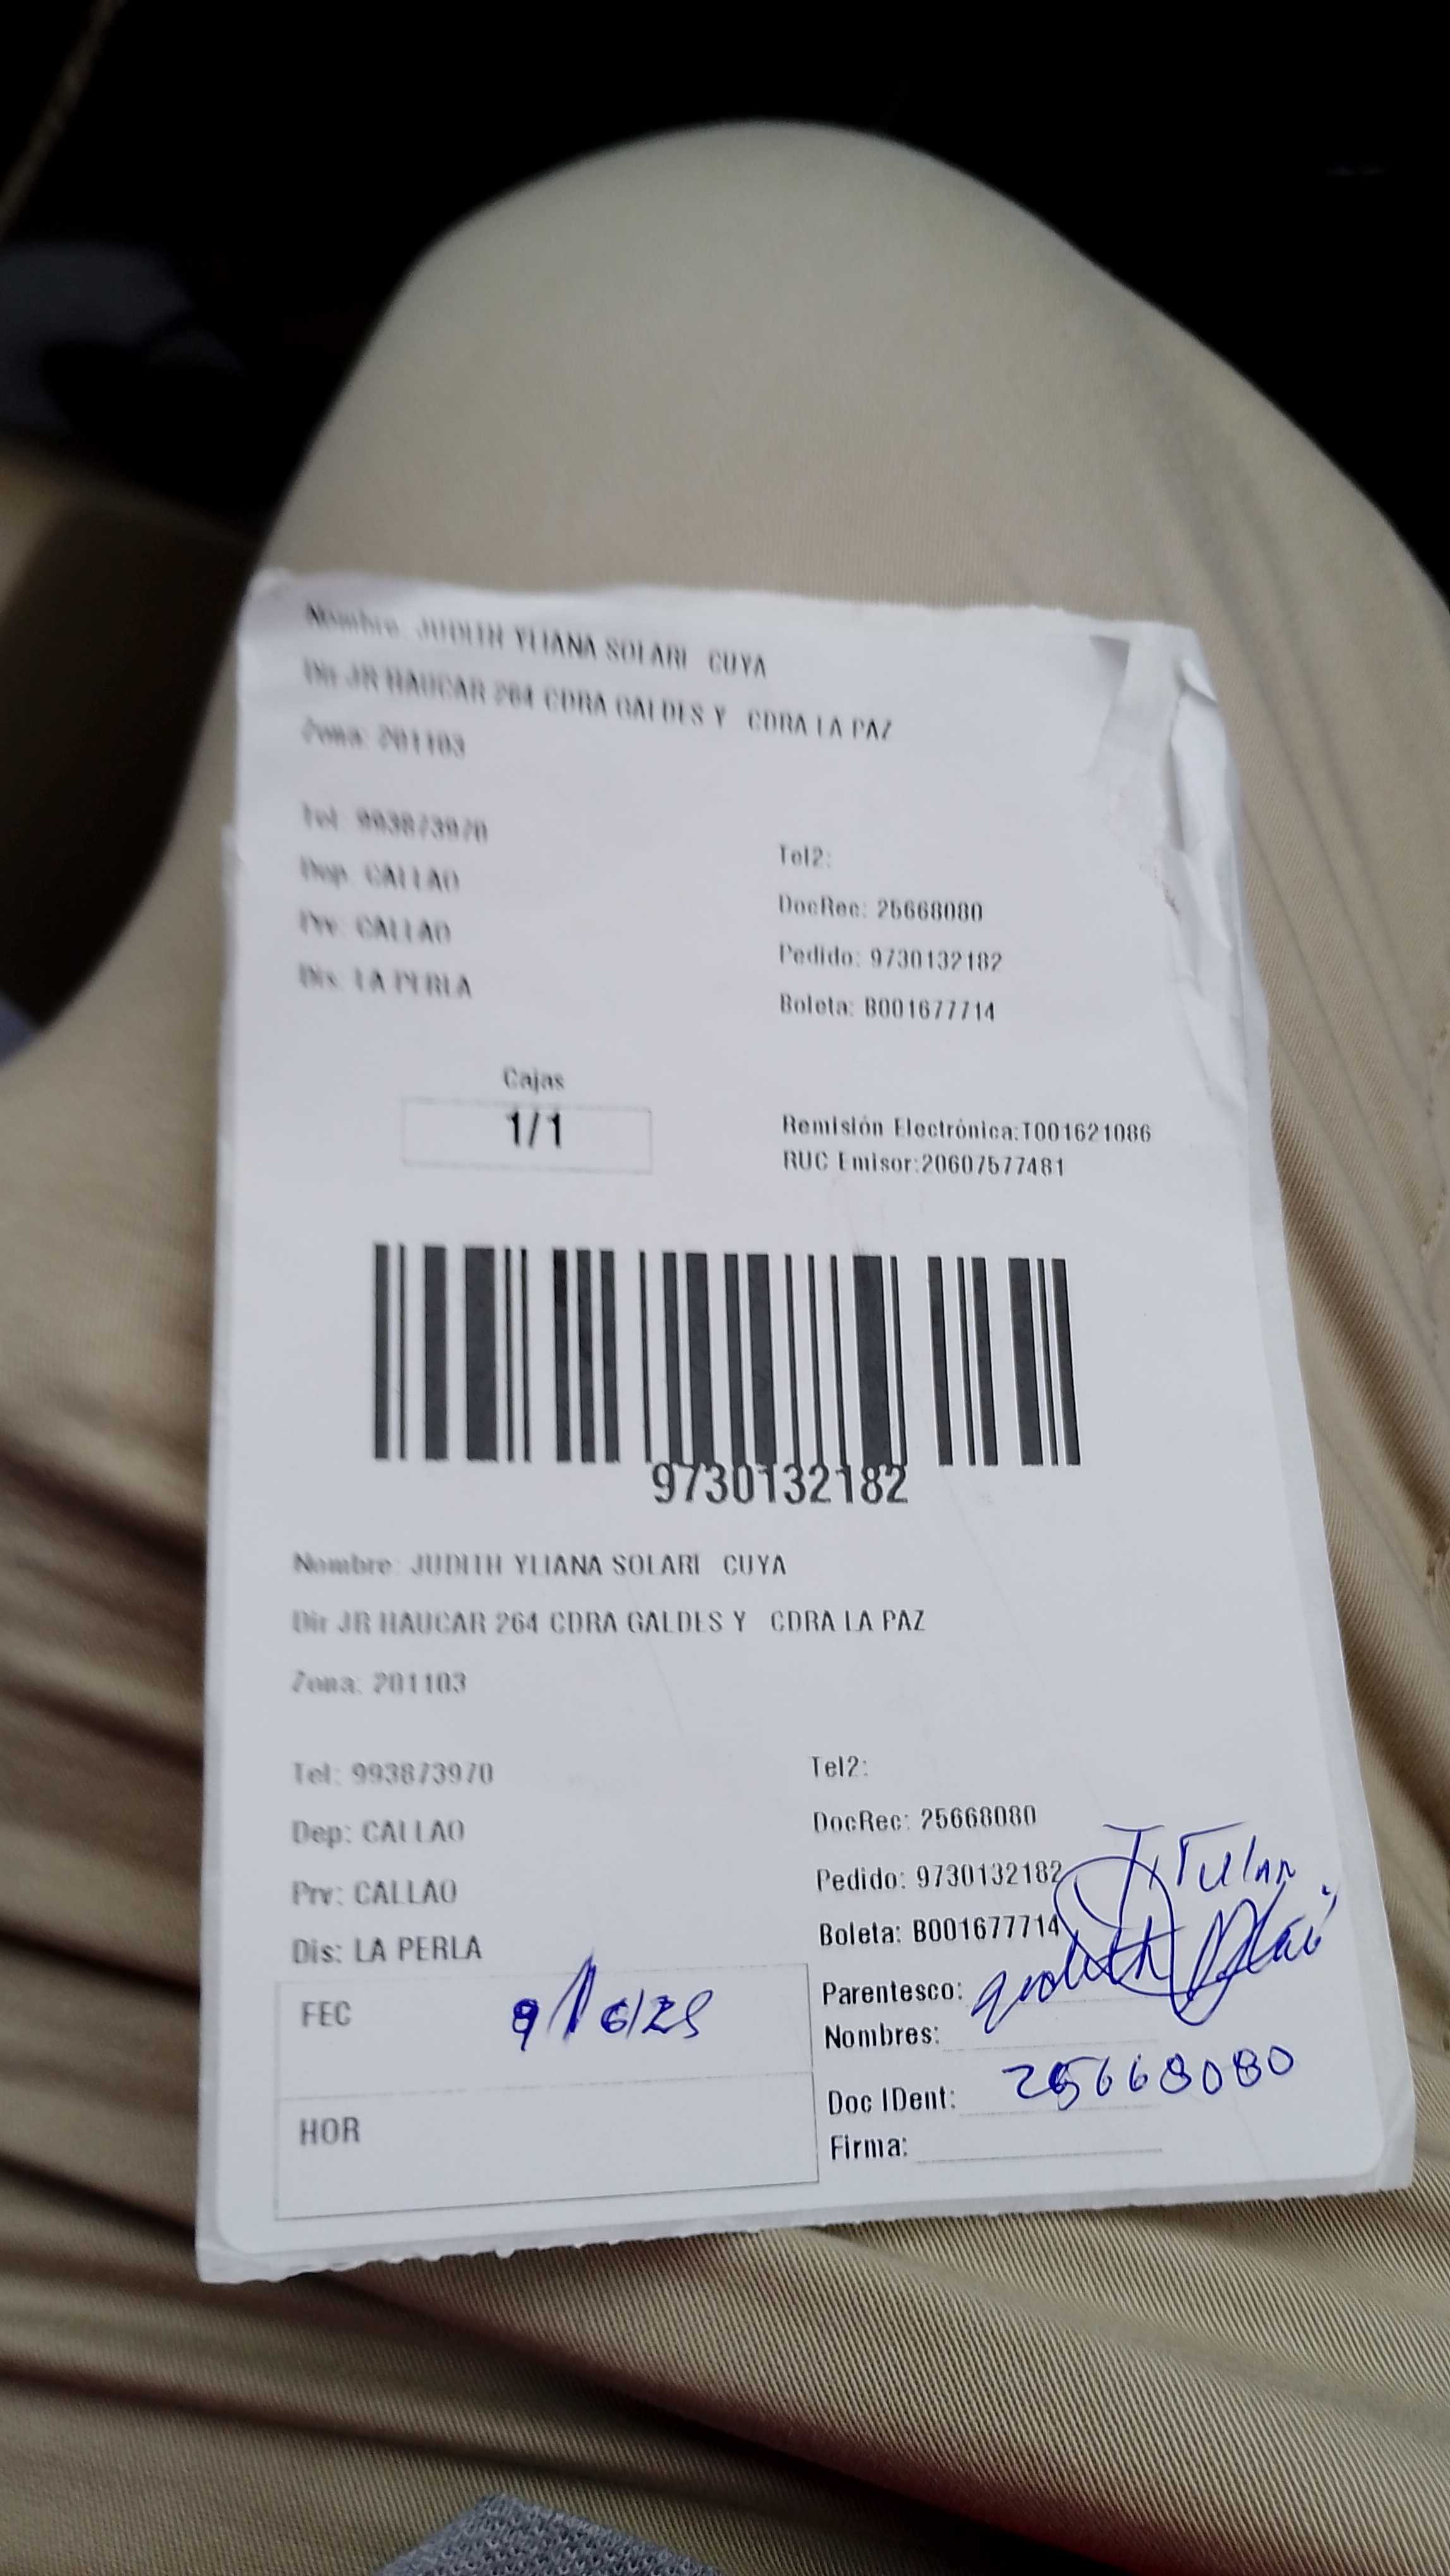 Nombre: JUDITH YLIANA SOLARI CUYA
Dir JR HAUCAR 264 CDRA GALDES Y CDRA LA PAZ
Zona: 201103
Tel: 993873970
Tel2:
Dep: CALLAO
DocRec: 25668080
Prv: CALLAO
Pedido: 9730132182
Dis: LA PERLA
Boleta: B001677714
Cajas
1/1
Remisión Electrónica:T001621086
RUC Emisor:20607577481
9730132182
Nombre: JUDITH YLIANA SOLARI CUYA
Dir JR HAUCAR 264 CDRA GALDES Y CDRA LA PAZ
Zona: 201103
Tel: 993873970
Tel2:
Dep: CALLAO
DocRec: 25668080
Prv: CALLAO
Pedido: 9730132182
Titular
Dis: LA PERLA
Boleta: B001677714
FEC
Parentesco:
Judith
Nombres:
Doc IDent: 25668080
HOR
Firma: